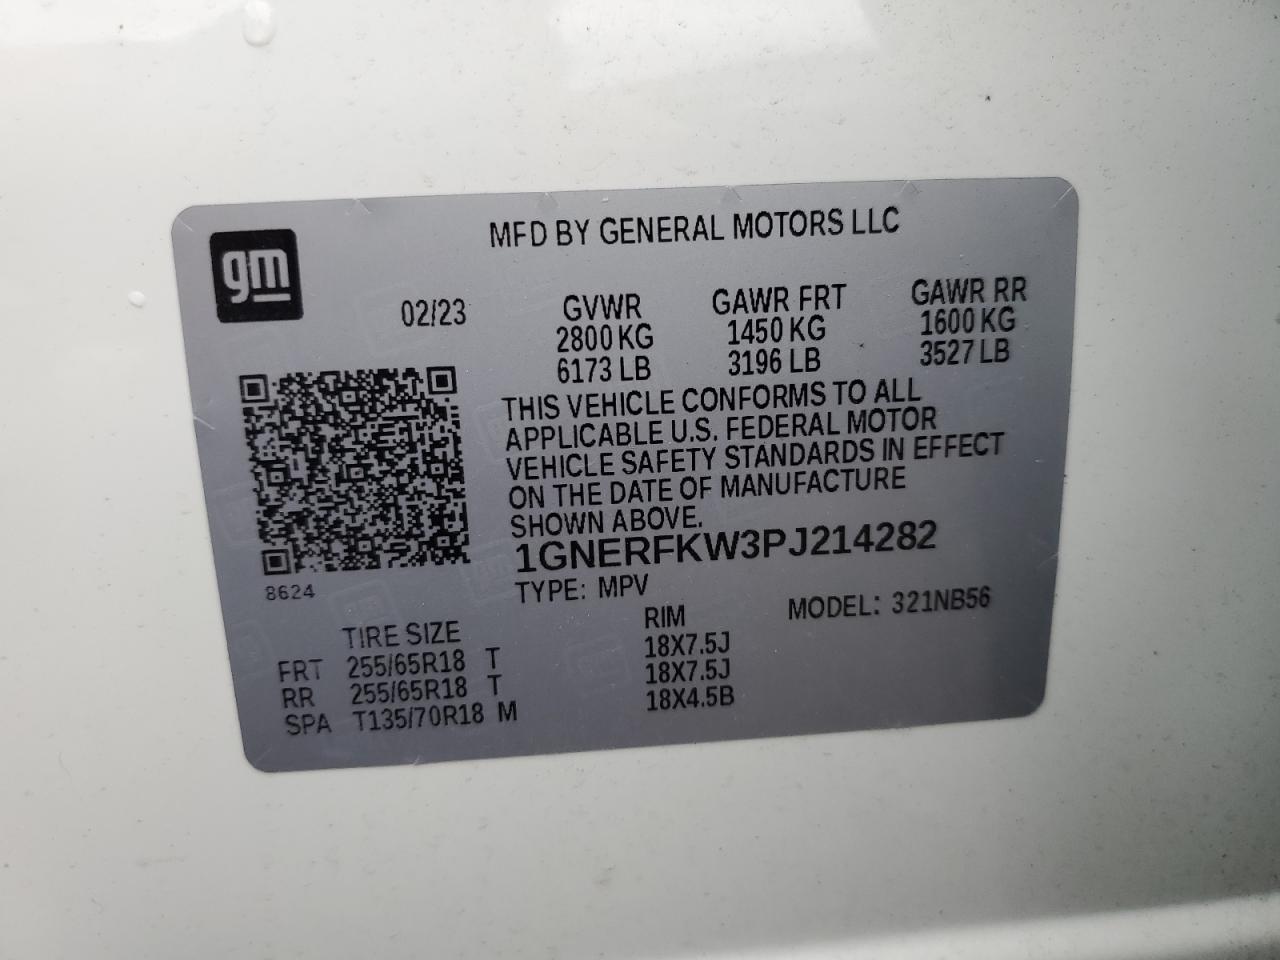 MFD BY GENERAL MOTORS LLC
gm
02/23
GVWR GAWR FRT GAWR RR
2800 KG 1450 KG 1600 KG
6173 LB 3196 LB 3527 LB
THIS VEHICLE CONFORMS TO ALL
APPLICABLE U.S. FEDERAL MOTOR
VEHICLE SAFETY STANDARDS IN EFFECT
ON THE DATE OF MANUFACTURE
SHOWN ABOVE.
1GNERFKW3PJ214282
8624
TYPE: MPV MODEL: 321NB56
TIRE SIZE RIM
FRT 255/65R18 T 18X7.5J
RR 255/65R18 T 18X7.5J
SPA T135/70R18 M 18X4.5B